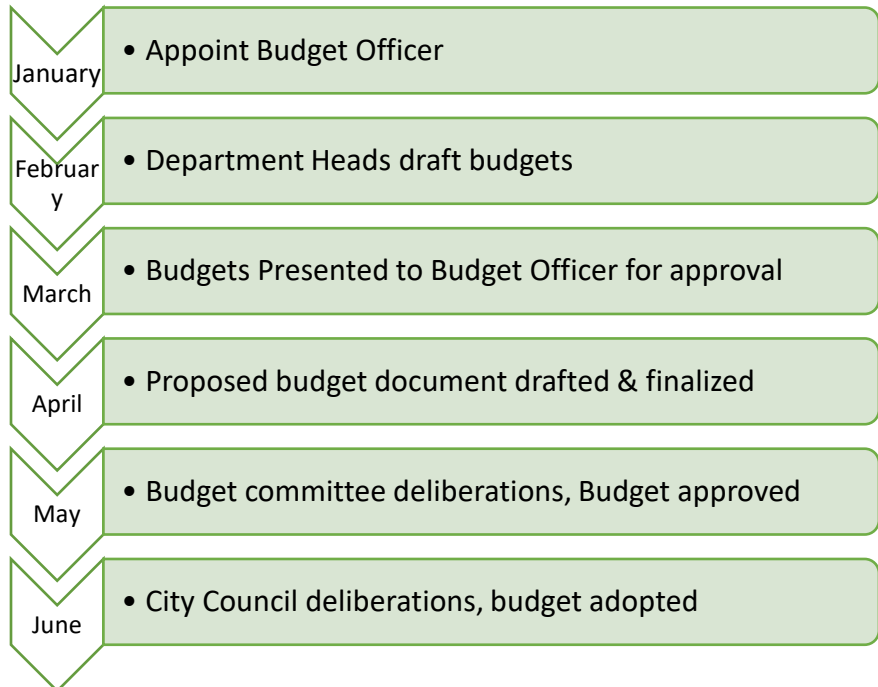 January
• Appoint Budget Officer
Februar
y
• Department Heads draft budgets
March
• Budgets Presented to Budget Officer for approval
April
• Proposed budget document drafted & finalized
May
• Budget committee deliberations, Budget approved
June
• City Council deliberations, budget adopted